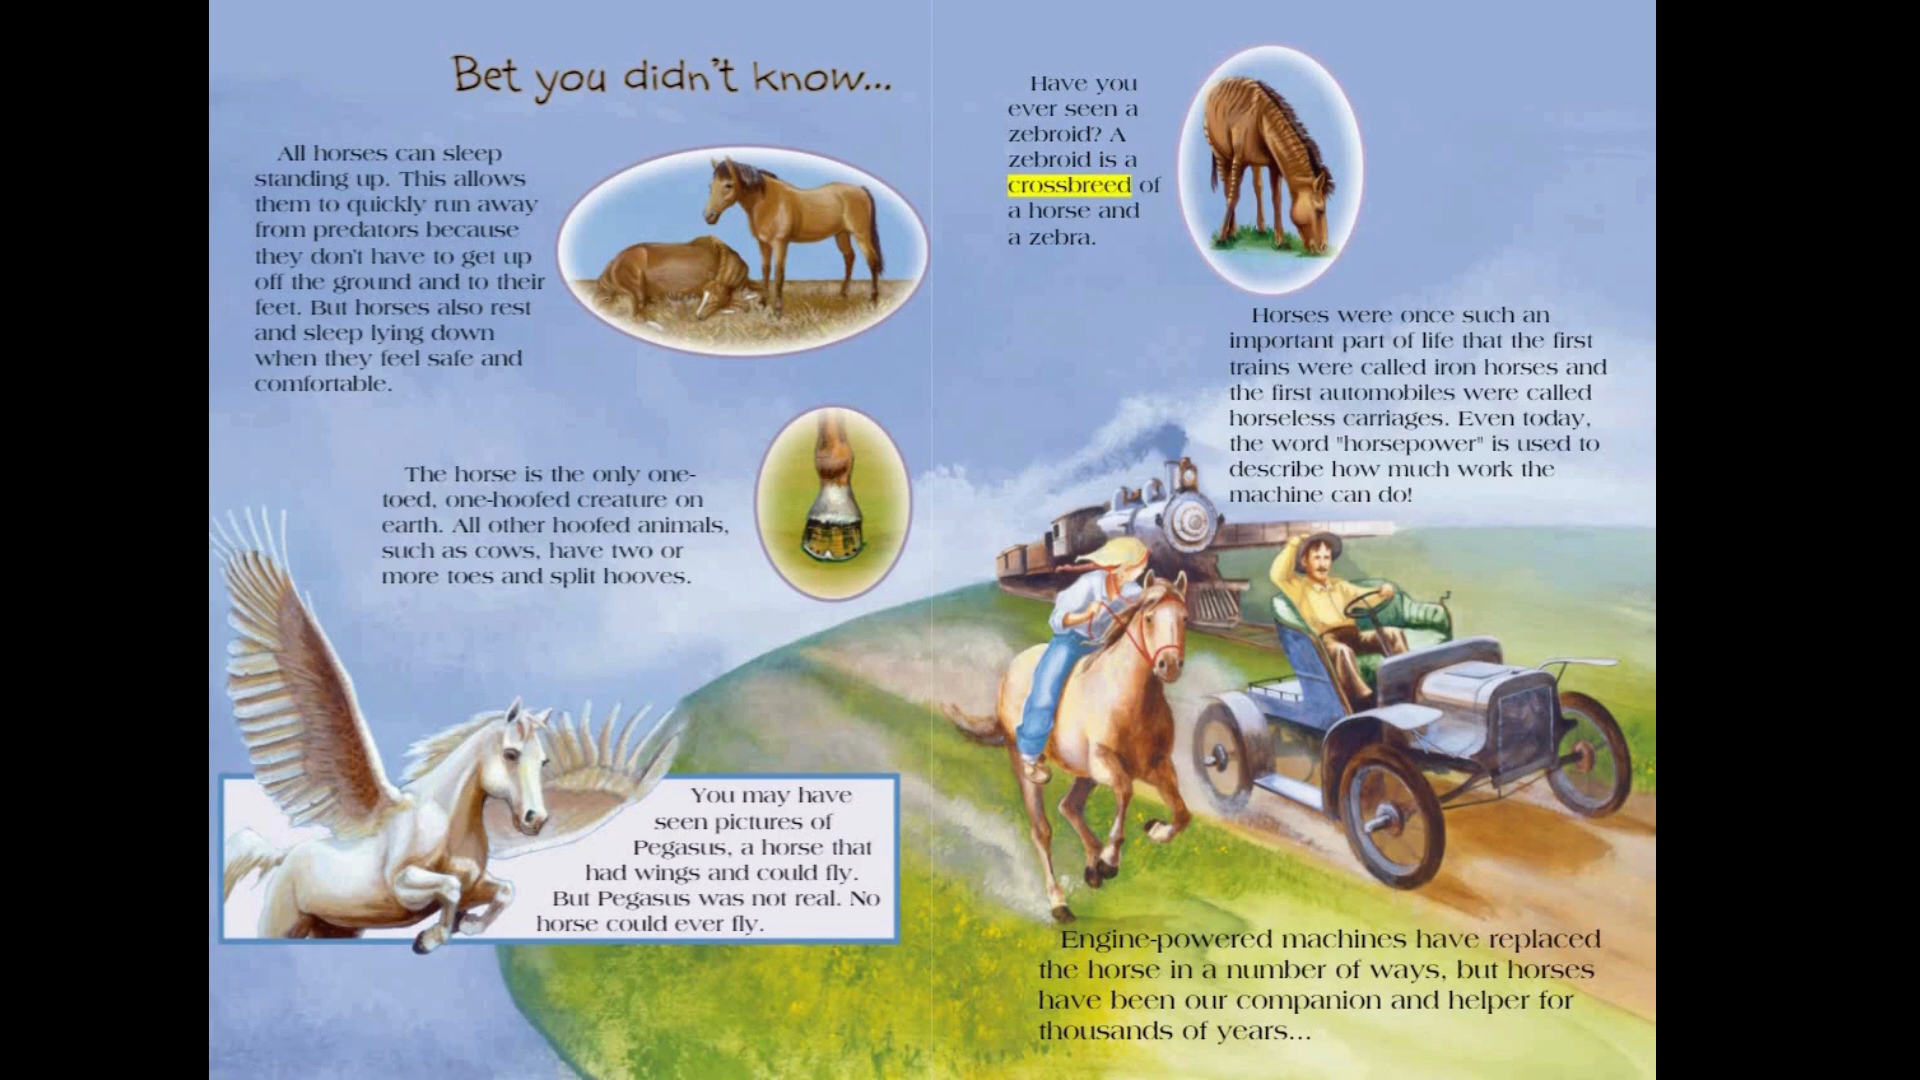 Bet you didn't know...
All horses can sleep
standing up. This allows
them to quickly run away
from predators because
they don't have to get up
off the ground and to their
feet. But horses also rest
and sleep lying down
when they feel safe and
comfortable.
The horse is the only one-
toed, one-hoofed creature on
earth. All other hoofed animals,
such as cows, have two or
more toes and split hooves.
You may have
seen pictures of
Pegasus, a horse that
had wings and could fly.
But Pegasus was not real. No
horse could ever fly.
Have you
ever seen a
zebroid? A
zebroid is a
crossbreed of
a horse and
a zebra.
Horses were once such an
important part of life that the first
trains were called iron horses and
the first automobiles were called
horseless carriages. Even today,
the word "horsepower" is used to
describe how much work the
machine can do!
Engine-powered machines have replaced
the horse in a number of ways, but horses
have been our companion and helper for
thousands of years...